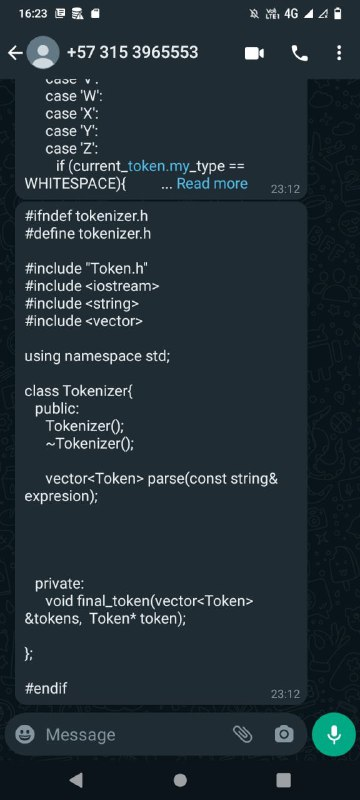 16:23
4G
+57 315 3965553
case 'V':
case 'W':
case 'X':
case 'Y':
case 'Z':
if (current_token.my_type ==
WHITESPACE){ ... Read more
23:12
#ifndef tokenizer.h
#define tokenizer.h
#include "Token.h"
#include <iostream>
#include <string>
#include <vector>
using namespace std;
class Tokenizer{
public:
Tokenizer();
~Tokenizer();
vector<Token> parse(const string&
expresion);
private:
void final_token(vector<Token>
&tokens, Token* token);
};
#endif
23:12
Message